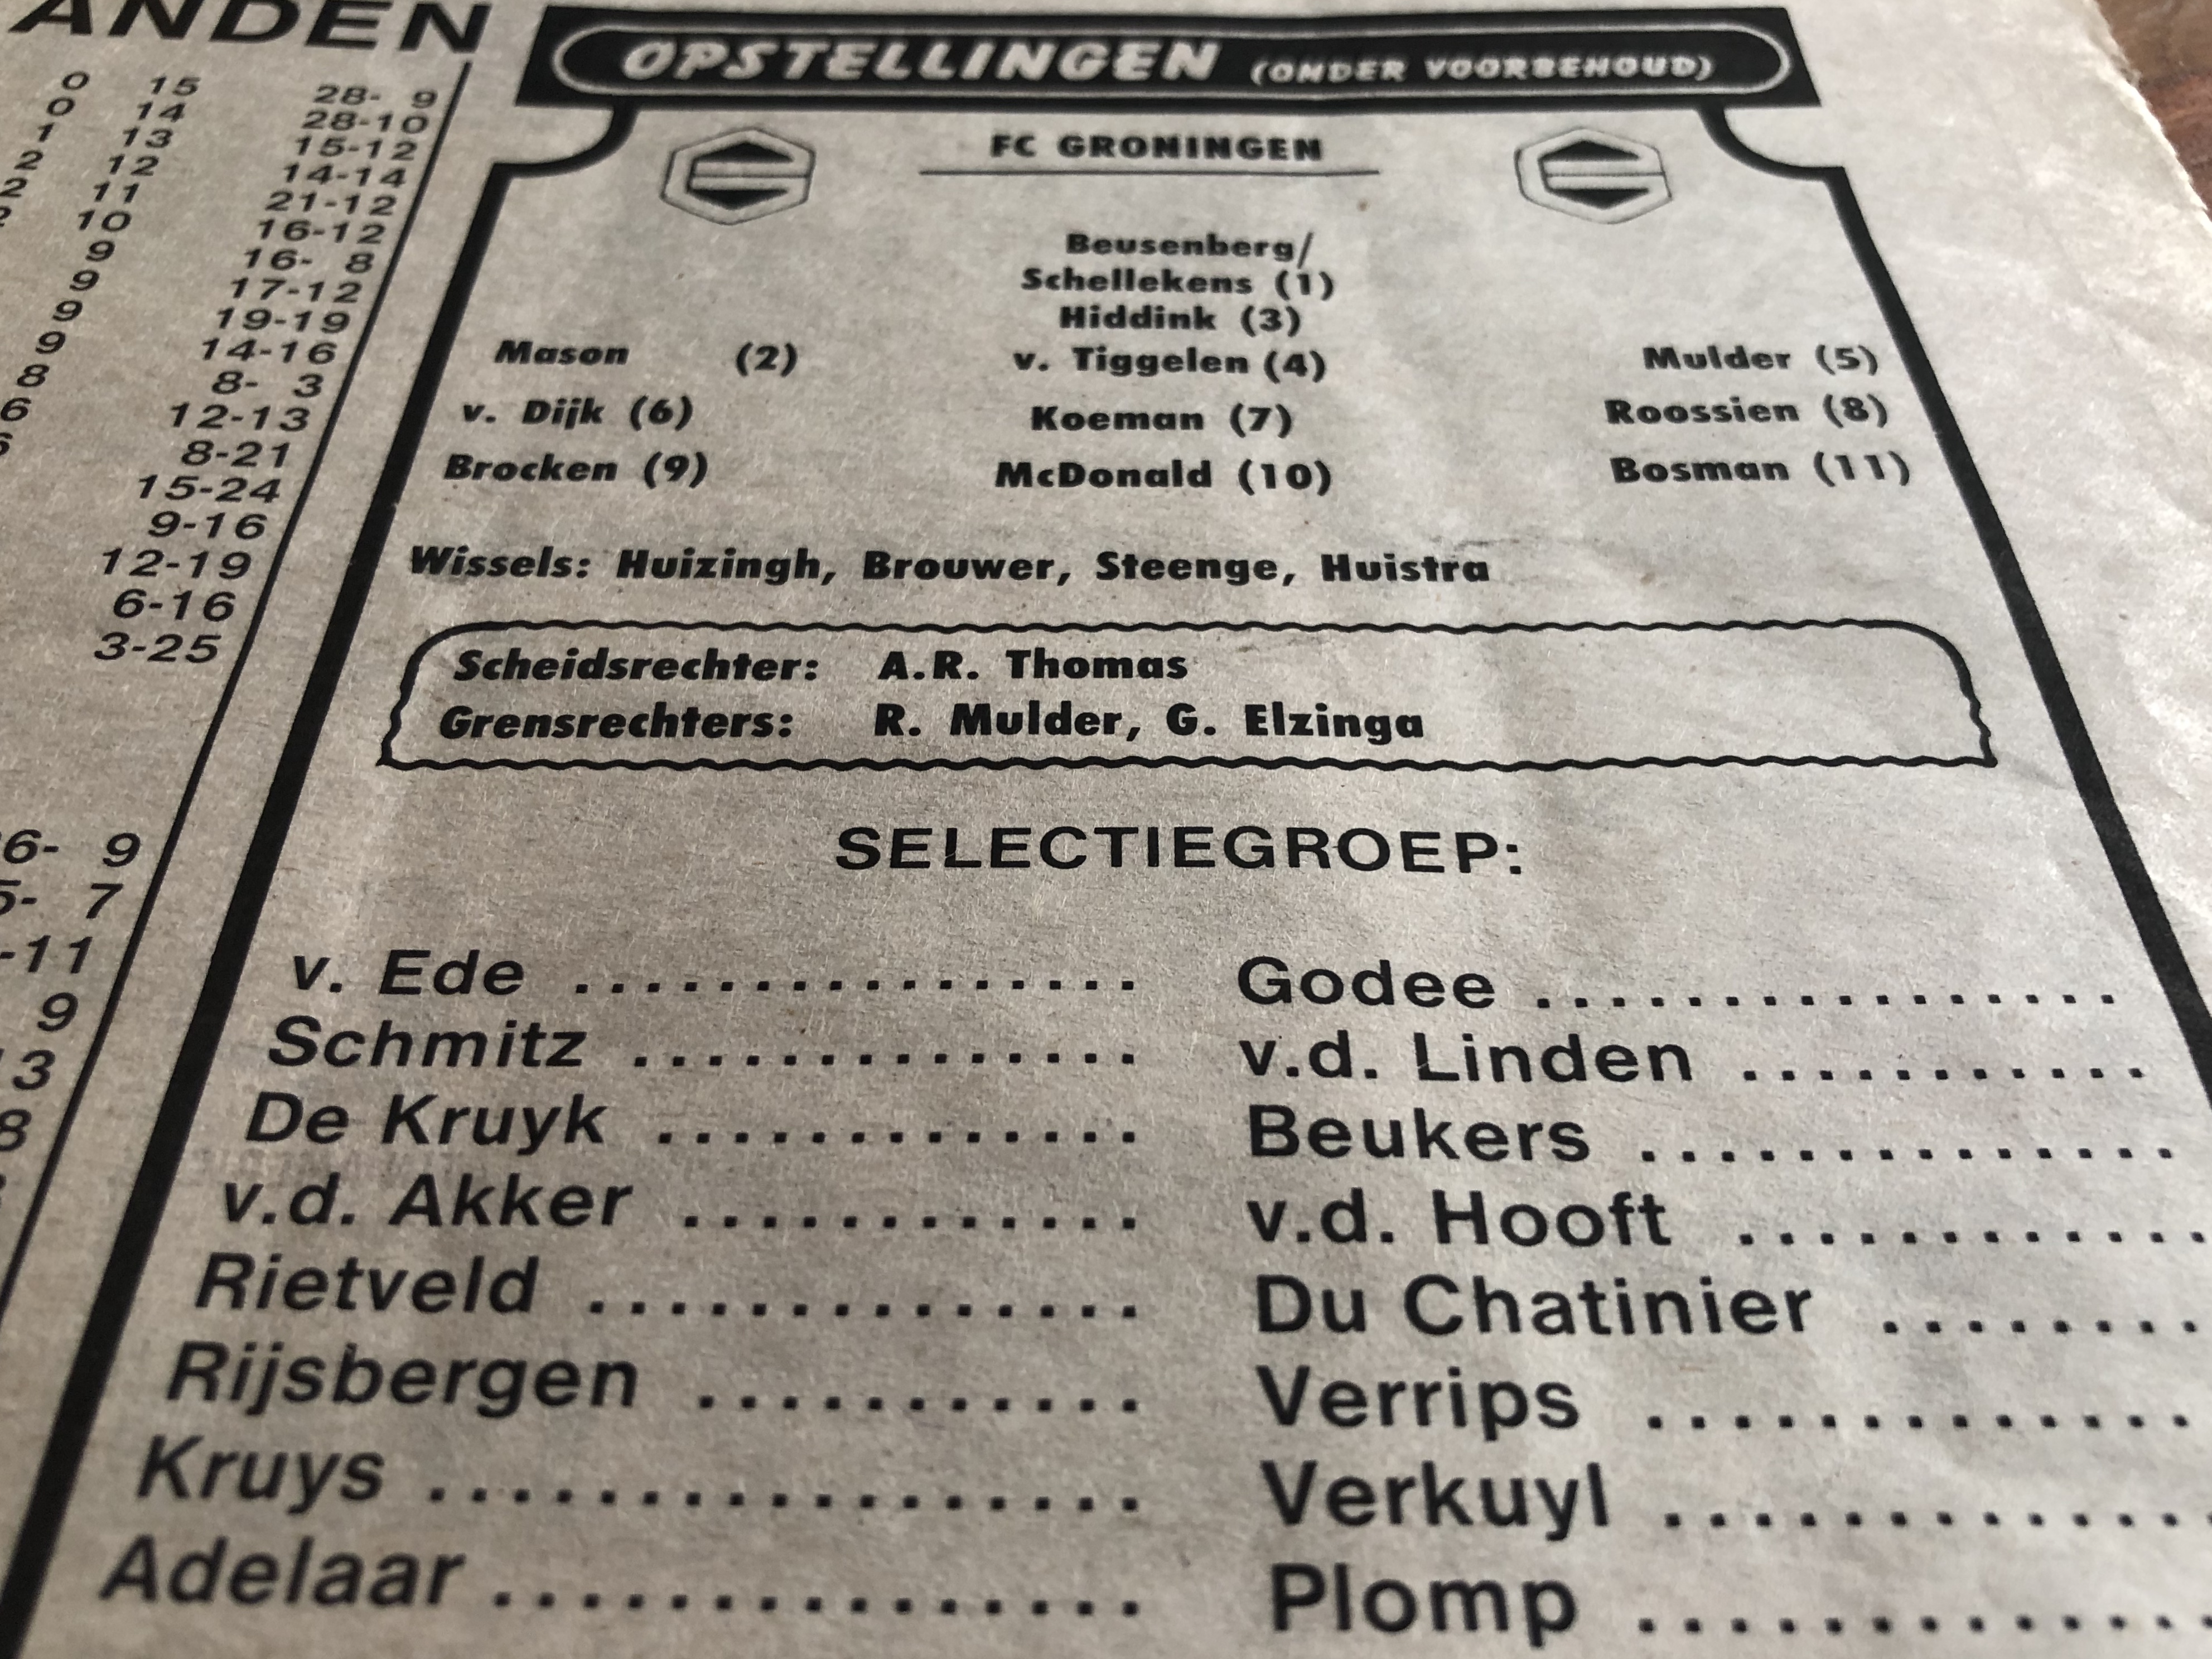 ANDEN
0 15 28- 9
0 14 28-10
1 13 15-12
2 12 14-14
2 11 21-12
10 16-12
9 16- 8
9 17-12
9 19-19
9 14-16
8 8- 3
6 12-13
8-21
15-24
9-16
12-19
6-16
3-25
6- 9
- 7
-11
9
3
8
OPSTELLINGEN (ONDER VOORBEHOUD)
FC GRONINGEN
Beusenberg/
Schellekens (1)
Hiddink (3)
Mason (2) v. Tiggelen (4) Mulder (5)
v. Dijk (6) Koeman (7) Roossien (8)
Brocken (9) McDonald (10) Bosman (11)
Wissels: Huizingh, Brouwer, Steenge, Huistra
Scheidsrechter: A.R. Thomas
Grensrechters: R. Mulder, G. Elzinga
SELECTIEGROEP:
v. Ede ................ Godee ................
v.d. Linden ...........
Schmitz ..............
De Kruyk ............. Beukers ..............
v.d. Akker ............ v.d. Hooft ............
Rietveld .............. Du Chatinier ........
Rijsbergen ........... Verrips .............
Kruys ................. Verkuyl .............
Adelaar ............... Plomp ..............